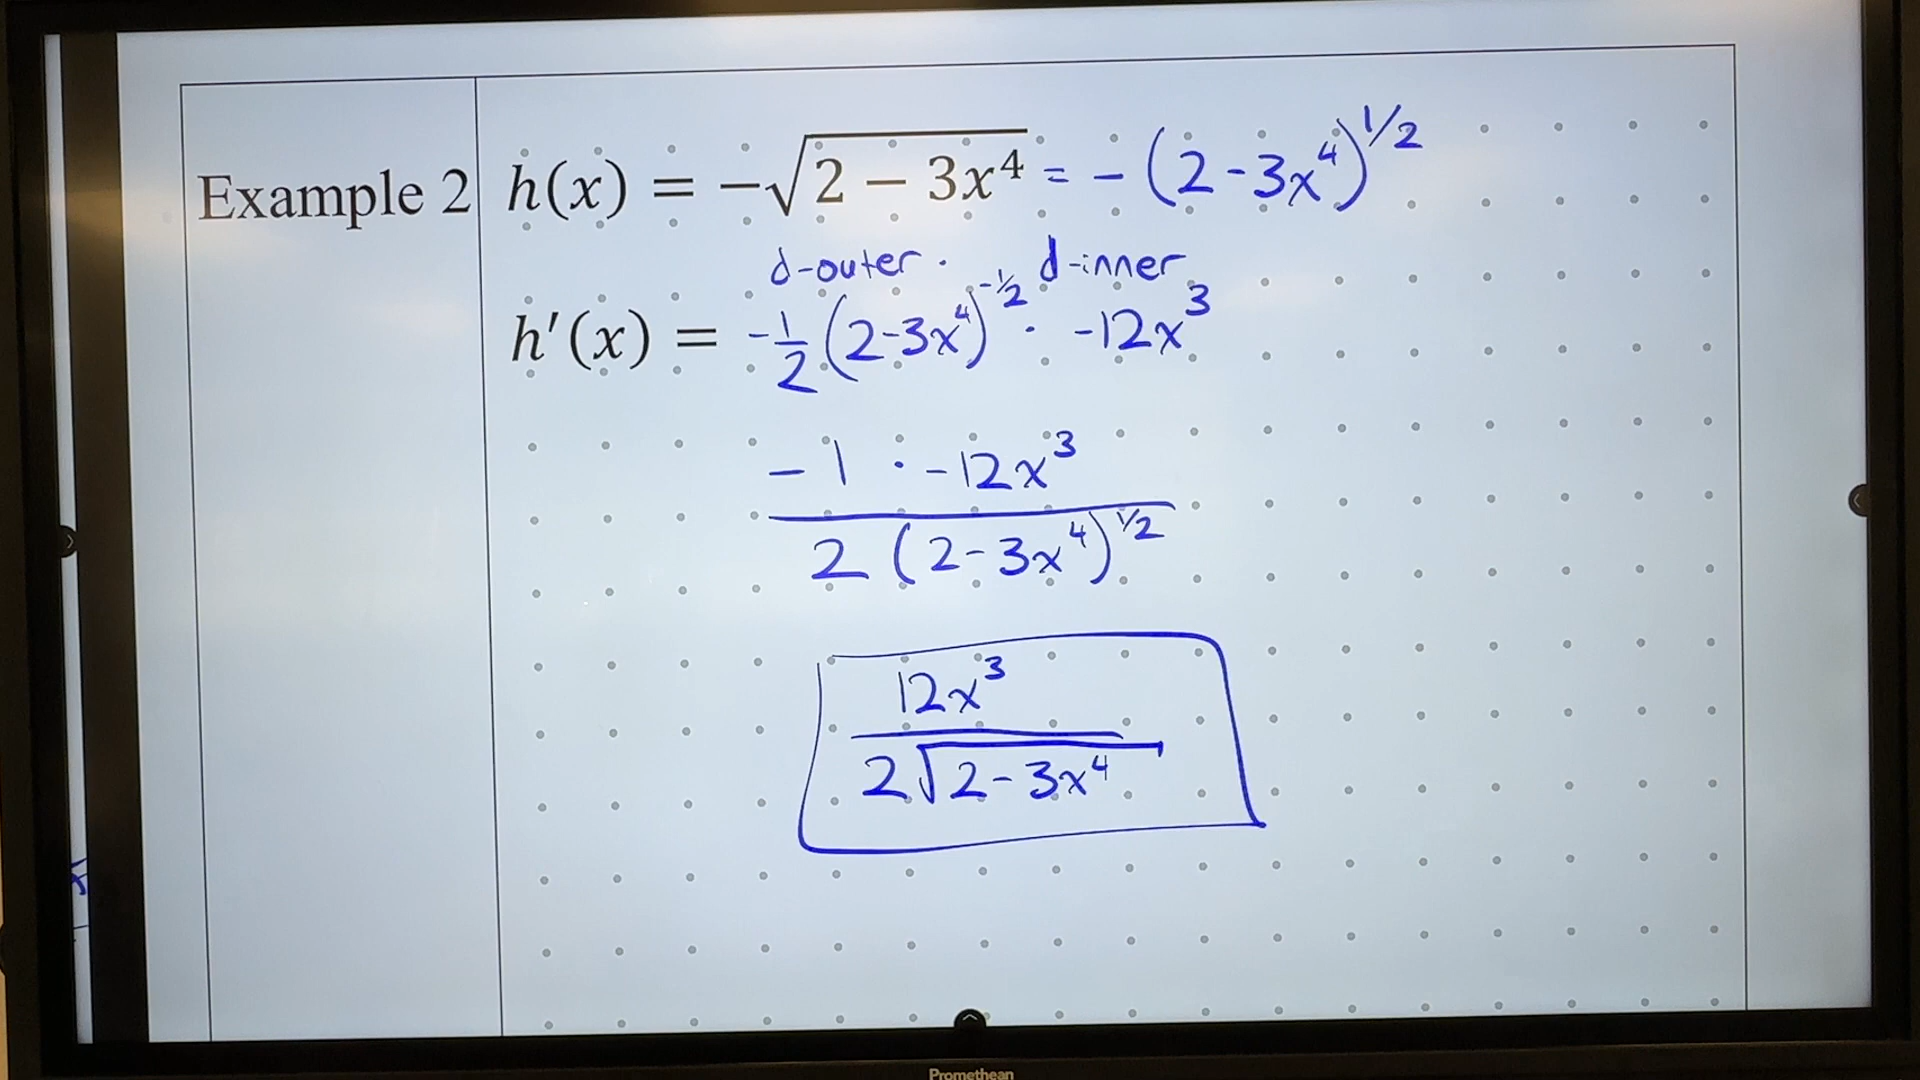 Example 2 h(x) = -√(2 - 3x⁴) = - (2-3x⁴)^1/2
d-outer · d-inner
h'(x) = -1/2 (2-3x⁴)^-1/2 · -12x³
-1 · -12x³
2 (2-3x⁴)^1/2
12x³
2√(2-3x⁴)
Promethean